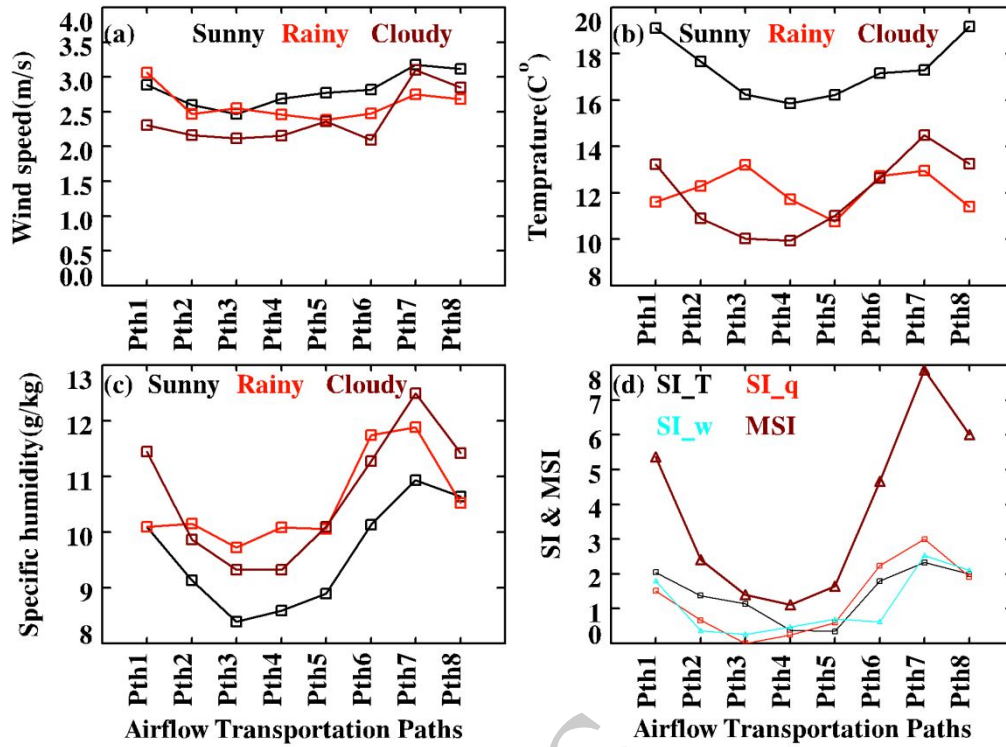 (a) Sunny Rainy Cloudy
Wind speed(m/s)
4.0
3.5
3.0
2.5
2.0
1.5
1.0
0.5
0.0
Pth1 Pth2 Pth3 Pth4 Pth5 Pth6 Pth7 Pth8
(b) Sunny Rainy Cloudy
Temprature(C°)
20
18
16
14
12
10
8
Pth1 Pth2 Pth3 Pth4 Pth5 Pth6 Pth7 Pth8
(c) Sunny Rainy Cloudy
Specific humidity(g/kg)
13
12
11
10
9
8
Pth1 Pth2 Pth3 Pth4 Pth5 Pth6 Pth7 Pth8
Airflow Transportation Paths
(d) SI_T SI_q
SI_w MSI
SI & MSI
8
7
6
5
4
3
2
1
0
Pth1 Pth2 Pth3 Pth4 Pth5 Pth6 Pth7 Pth8
Airflow Transportation Paths